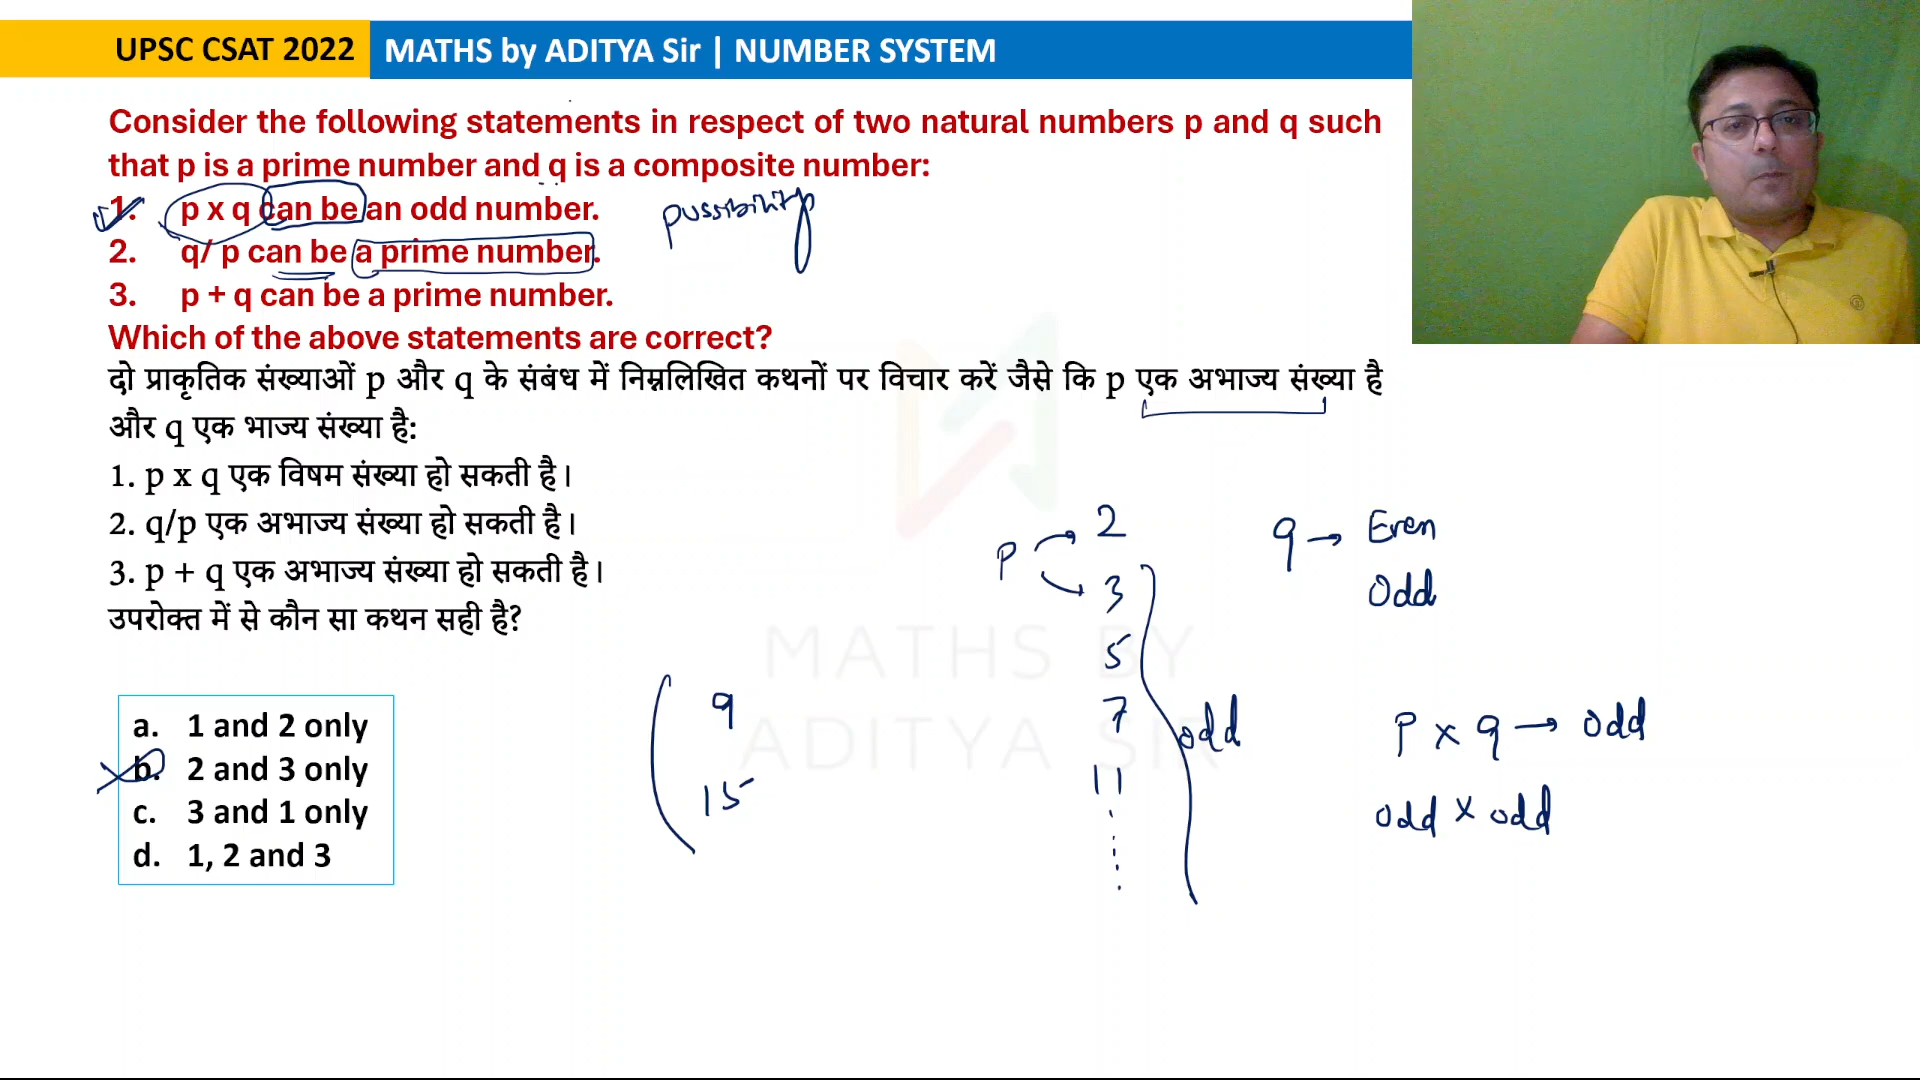 UPSC CSAT 2022 MATHS by ADITYA Sir | NUMBER SYSTEM
Consider the following statements in respect of two natural numbers p and q such
that p is a prime number and q is a composite number:
1. p x q can be an odd number.
pussibility
2. q/ p can be a prime number.
3. p + q can be a prime number.
Which of the above statements are correct?
दो प्राकृतिक संख्याओं p और q के संबंध में निम्नलिखित कथनों पर विचार करें जैसे कि p एक अभाज्य संख्या है
और q एक भाज्य संख्या है:
1. p x q एक विषम संख्या हो सकती है।
2. q/p एक अभाज्य संख्या हो सकती है।
3. p + q एक अभाज्य संख्या हो सकती है।
उपरोक्त में से कौन सा कथन सही है?
P 2 q → Even
3 Odd
5
MATHS BY
ADITYA SIR
9 7 odd P x q → odd
15 11 odd x odd
a. 1 and 2 only
b. 2 and 3 only
c. 3 and 1 only
d. 1, 2 and 3